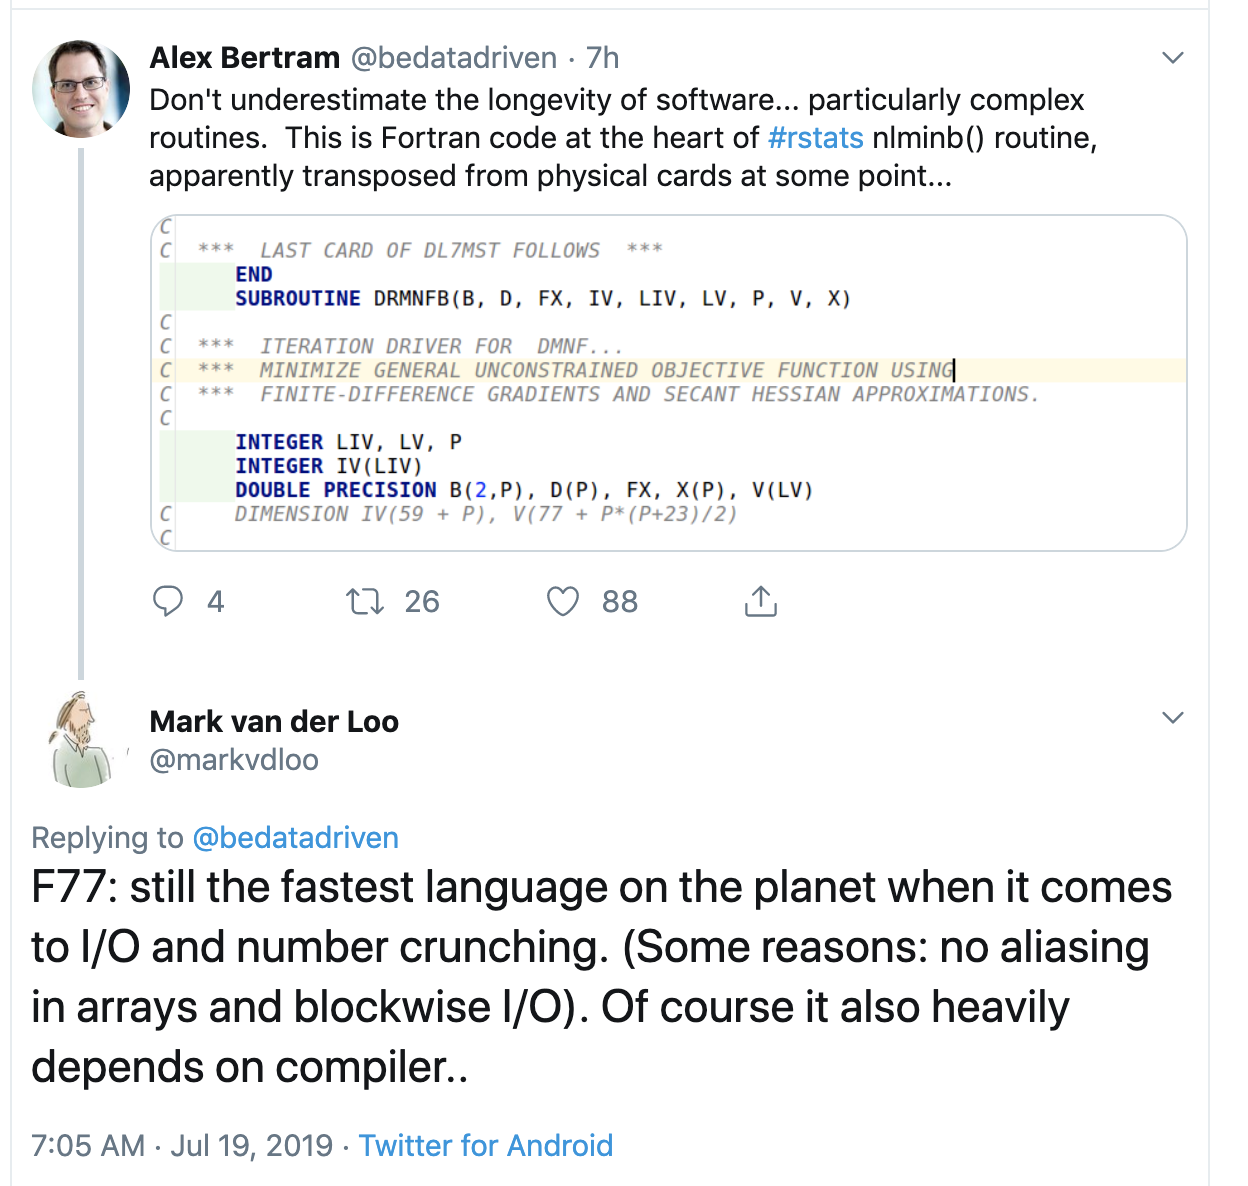 Alex Bertram @bedatadriven · 7h
Don't underestimate the longevity of software... particularly complex
routines.  This is Fortran code at the heart of #rstats nlminb() routine,
apparently transposed from physical cards at some point...
C
C  ***  LAST CARD OF DL7MST FOLLOWS  ***
END
SUBROUTINE DRMNFB(B, D, FX, IV, LIV, LV, P, V, X)
C
C  ***  ITERATION DRIVER FOR  DMNF...
C  ***  MINIMIZE GENERAL UNCONSTRAINED OBJECTIVE FUNCTION USING
C  ***  FINITE-DIFFERENCE GRADIENTS AND SECANT HESSIAN APPROXIMATIONS.
C
INTEGER LIV, LV, P
INTEGER IV(LIV)
DOUBLE PRECISION B(2,P), D(P), FX, X(P), V(LV)
C     DIMENSION IV(59 + P), V(77 + P*(P+23)/2)
C
4 26 88
Mark van der Loo
@markvdloo
Replying to @bedatadriven
F77: still the fastest language on the planet when it comes
to I/O and number crunching. (Some reasons: no aliasing
in arrays and blockwise I/O). Of course it also heavily
depends on compiler..
7:05 AM · Jul 19, 2019 · Twitter for Android